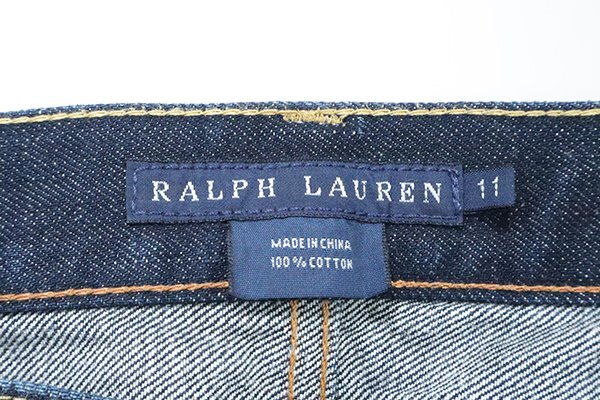 RALPH LAUREN 11
MADE IN CHINA
100% COTTON